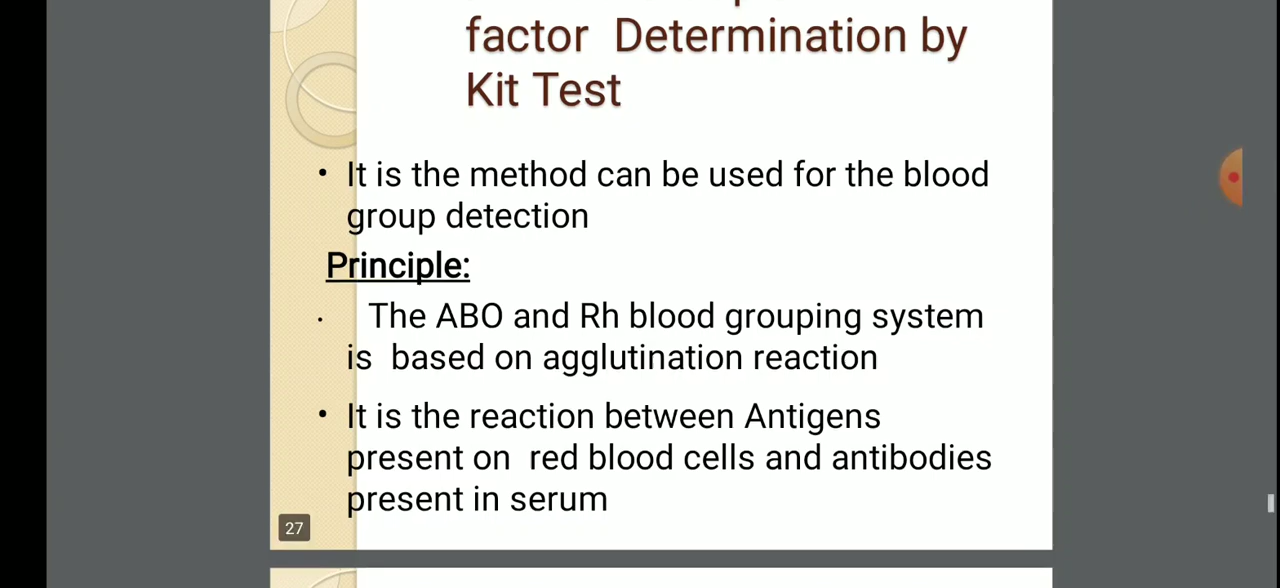 factor Determination by
Kit Test
• It is the method can be used for the blood
group detection
Principle:
• The ABO and Rh blood grouping system
is based on agglutination reaction
• It is the reaction between Antigens
present on red blood cells and antibodies
present in serum
27